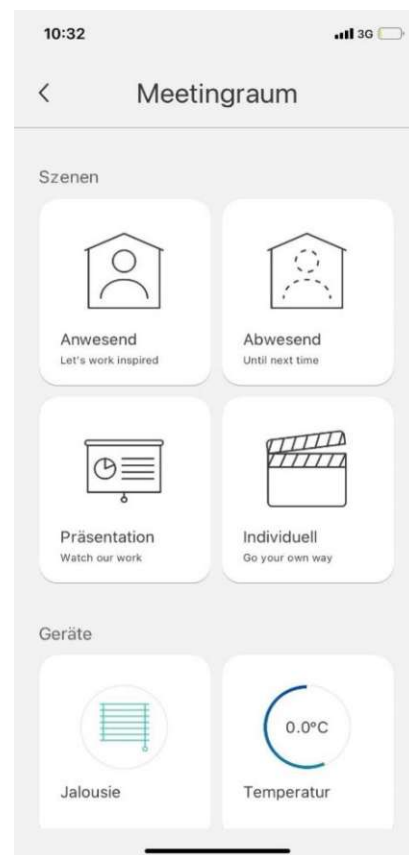 10:32
3G
Meetingraum
Szenen
Anwesend
Let's work inspired
Abwesend
Until next time
Präsentation
Watch our work
Individuell
Go your own way
Geräte
0.0°C
Jalousie
Temperatur